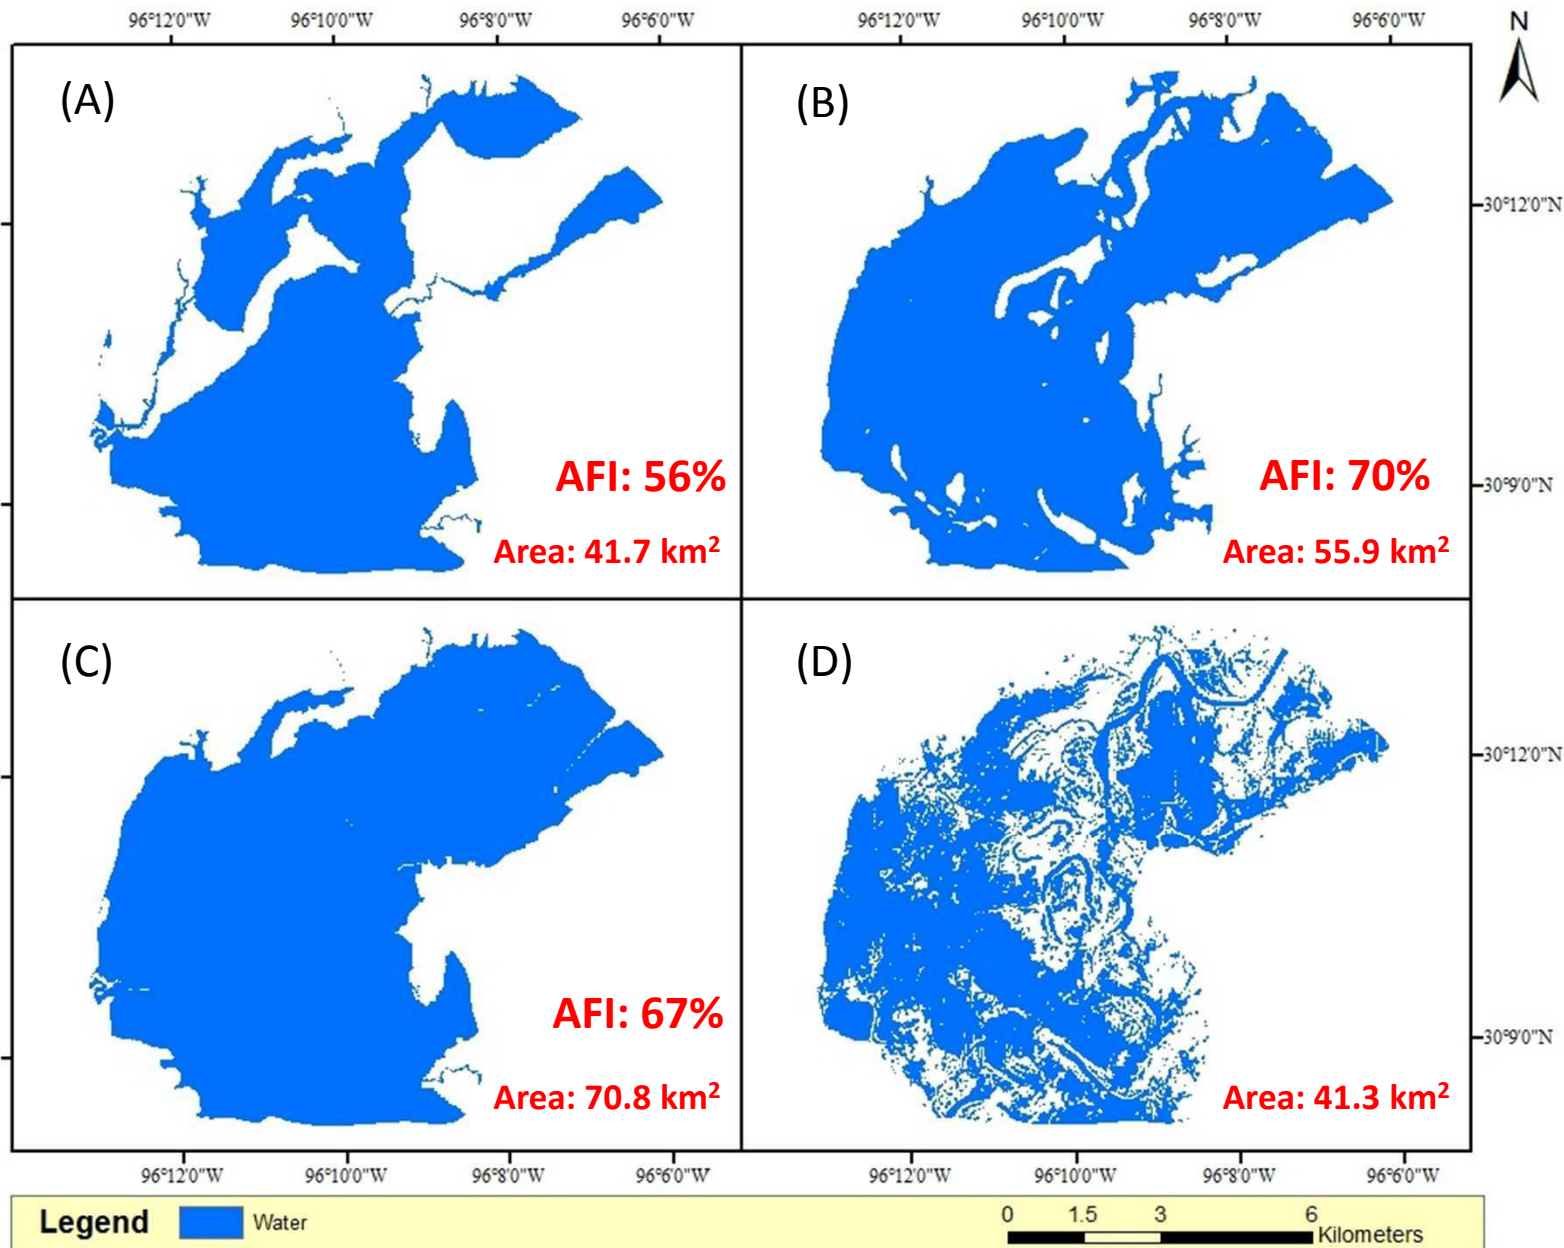 96°12'0"W 96°10'0"W 96°8'0"W 96°6'0"W 96°12'0"W 96°10'0"W 96°8'0"W 96°6'0"W
N
(A)
(B)
30°12'0"N
AFI: 56%
AFI: 70%
30°9'0"N
Area: 41.7 km²
Area: 55.9 km²
(C)
(D)
30°12'0"N
AFI: 67%
30°9'0"N
Area: 70.8 km²
Area: 41.3 km²
96°12'0"W 96°10'0"W 96°8'0"W 96°6'0"W 96°12'0"W 96°10'0"W 96°8'0"W 96°6'0"W
Legend Water
0 1.5 3 6
Kilometers